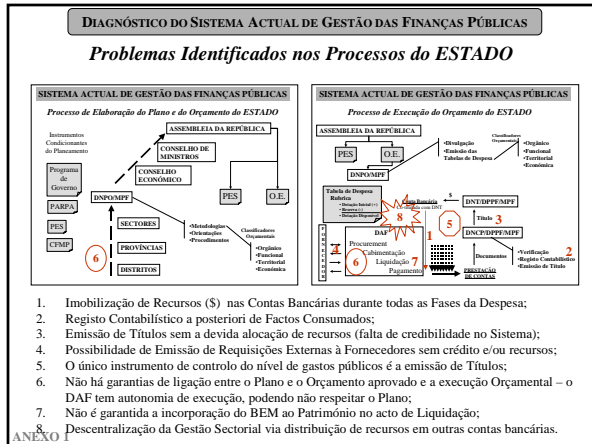 DIAGNÓSTICO DO SISTEMA ACTUAL DE GESTÃO DAS FINANÇAS PÚBLICAS
Problemas Identificados nos Processos do ESTADO
SISTEMA ACTUAL DE GESTÃO DAS FINANÇAS PÚBLICAS
Processo de Elaboração do Plano e do Orçamento do ESTADO
ASSEMBLEIA DA REPÚBLICA
Instrumentos
Condicionantes
do Planeamento
CONSELHO DE
MINISTROS
CONSELHO
ECONÓMICO
Programa
de
Governo
DNPO/MPF
PES
O.E.
PARPA
PES
CFMP
SECTORES
PROVÍNCIAS
DISTRITOS
6
•Metodologias
•Orientações
•Procedimentos
Classificadores
Orçamentais
•Orgânico
•Funcional
•Territorial
•Económica
SISTEMA ACTUAL DE GESTÃO DAS FINANÇAS PÚBLICAS
Processo de Execução do Orçamento do ESTADO
ASSEMBLEIA DA REPÚBLICA
PES
O.E.
DNPO/MPF
•Divulgação
•Emissão das
Tabelas de Despesa
Classificadores
Orçamentais
•Orgânico
•Funcional
•Territorial
•Económica
Tabela de Despesa
Rubrica
• Dotação Inicial (+)
• Reserva (-)
• Dotação Disponível
Conta Bancária
com DNT
8
$
DNT/DPPF/MPF
5
Título
3
DNCP/DPPF/MPF
1
F
O
R
N
E
C
E
D
O
R
4
DAF
Procurement
Cabimentação
Liquidação
7
Pagamento
6
Documentos
PRESTAÇÃO
DE CONTAS
•Verificação
•Registo Contabilístico
•Emissão de Título
2
1. Imobilização de Recursos ($) nas Contas Bancárias durante todas as Fases da Despesa;
2. Registo Contabilístico a posteriori de Factos Consumados;
3. Emissão de Títulos sem a devida alocação de recursos (falta de credibilidade no Sistema);
4. Possibilidade de Emissão de Requisições Externas à Fornecedores sem crédito e/ou recursos;
5. O único instrumento de controlo do nível de gastos públicos é a emissão de Títulos;
6. Não há garantias de ligação entre o Plano e o Orçamento aprovado e a execução Orçamental – o
DAF tem autonomia de execução, podendo não respeitar o Plano;
7. Não é garantida a incorporação do BEM ao Património no acto de Liquidação;
8. Descentralização da Gestão Sectorial via distribuição de recursos em outras contas bancárias.
ANEXO 1